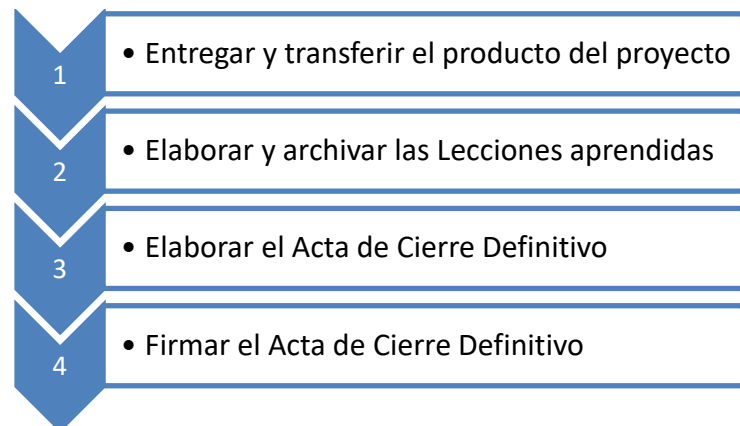 1
• Entregar y transferir el producto del proyecto
2
• Elaborar y archivar las Lecciones aprendidas
3
• Elaborar el Acta de Cierre Definitivo
4
• Firmar el Acta de Cierre Definitivo